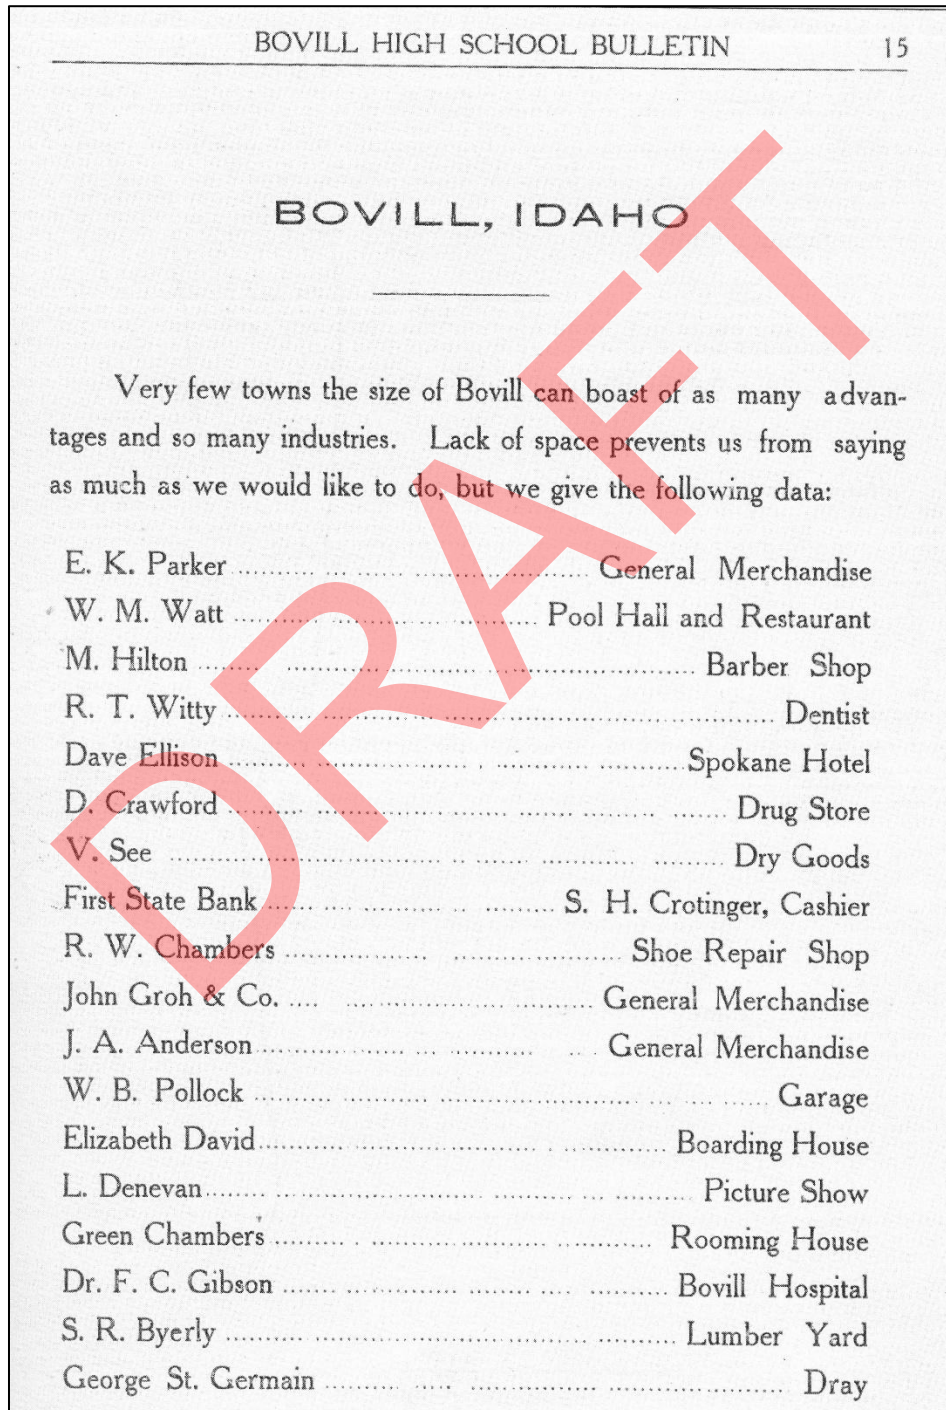 BOVILL HIGH SCHOOL BULLETIN 15
BOVILL, IDAHO
Very few towns the size of Bovill can boast of as many advan-
tages and so many industries. Lack of space prevents us from saying
as much as we would like to do, but we give the following data:
E. K. Parker ........................ General Merchandise
W. M. Watt ........................ Pool Hall and Restaurant
M. Hilton ........................ Barber Shop
R. T. Witty ........................ Dentist
Dave Ellison ........................ Spokane Hotel
D. Crawford ........................ Drug Store
V. See ........................ Dry Goods
First State Bank ........................ S. H. Crotinger, Cashier
R. W. Chambers ........................ Shoe Repair Shop
John Groh & Co. ........................ General Merchandise
J. A. Anderson ........................ General Merchandise
W. B. Pollock ........................ Garage
Elizabeth David ........................ Boarding House
L. Denevan ........................ Picture Show
Green Chambers ........................ Rooming House
Dr. F. C. Gibson ........................ Bovill Hospital
S. R. Byerly ........................ Lumber Yard
George St. Germain ........................ Dray
DRAFT